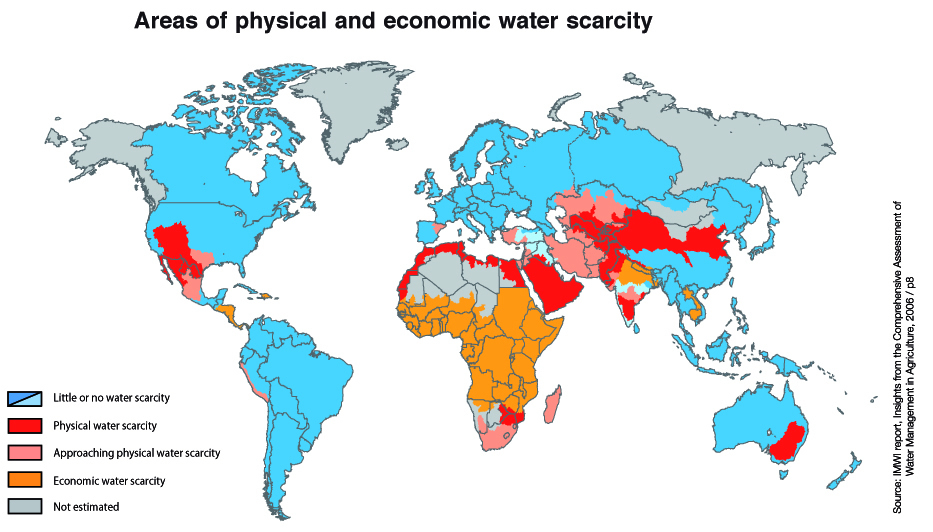 Areas of physical and economic water scarcity
Little or no water scarcity
Physical water scarcity
Approaching physical water scarcity
Economic water scarcity
Not estimated
Source: IMWI report, Insights from the Comprehensive Assessment of
Water Management in Agriculture, 2006 / p8